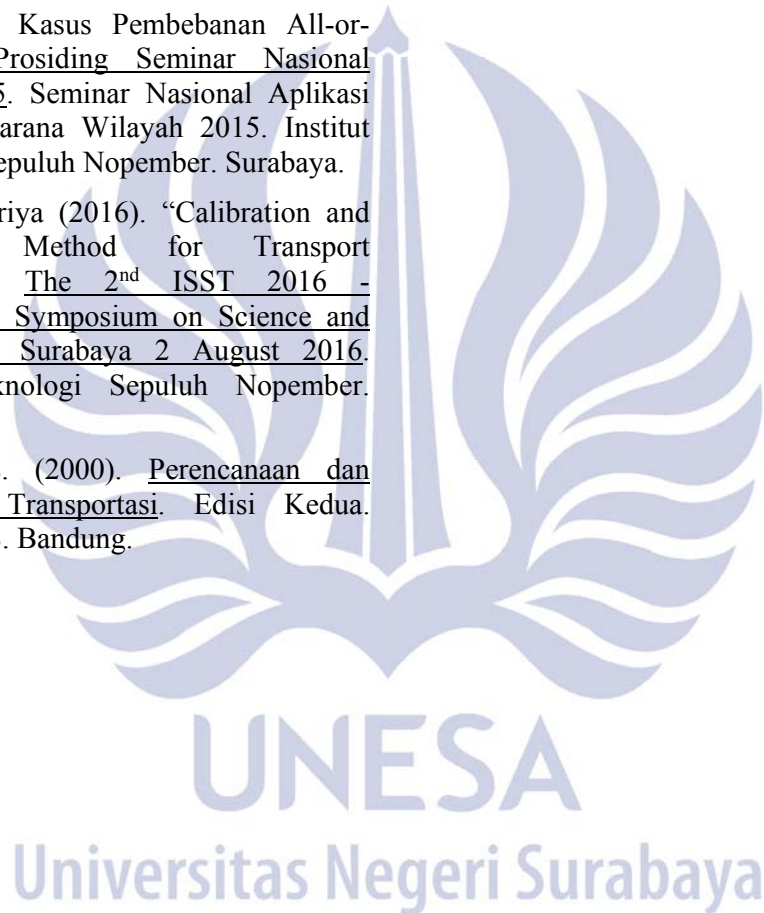 Kasus Pembebanan All-or-
Prosiding Seminar Nasional
5. Seminar Nasional Aplikasi
arana Wilayah 2015. Institut
epuluh Nopember. Surabaya.
riya (2016). “Calibration and
Method for Transport
The 2nd ISST 2016 -
Symposium on Science and
Surabaya 2 August 2016.
knologi Sepuluh Nopember.
(2000). Perencanaan dan
Transportasi. Edisi Kedua.
. Bandung.
UNESA
Universitas Negeri Surabaya